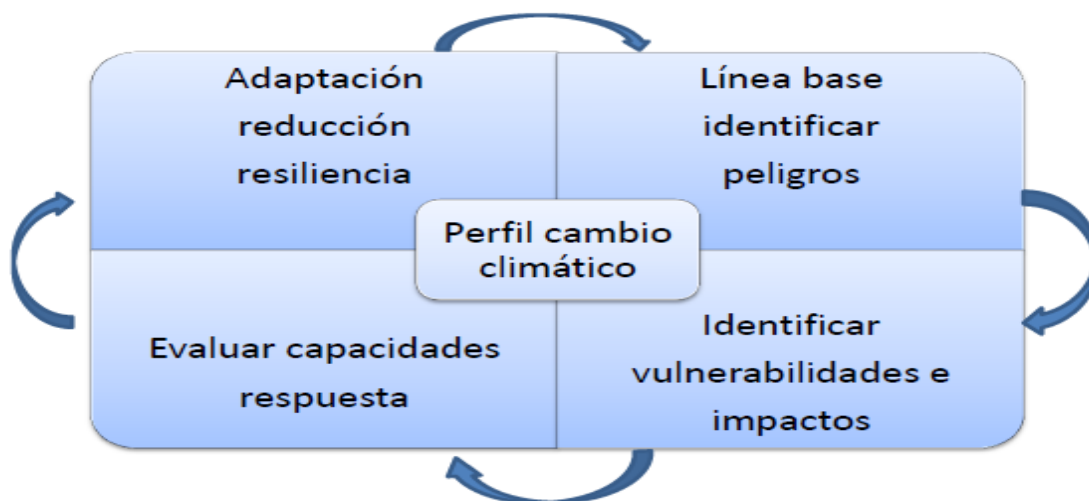 Adaptación
reducción
resiliencia
Línea base
identificar
peligros
Perfil cambio
climático
Evaluar capacidades
respuesta
Identificar
vulnerabilidades e
impactos